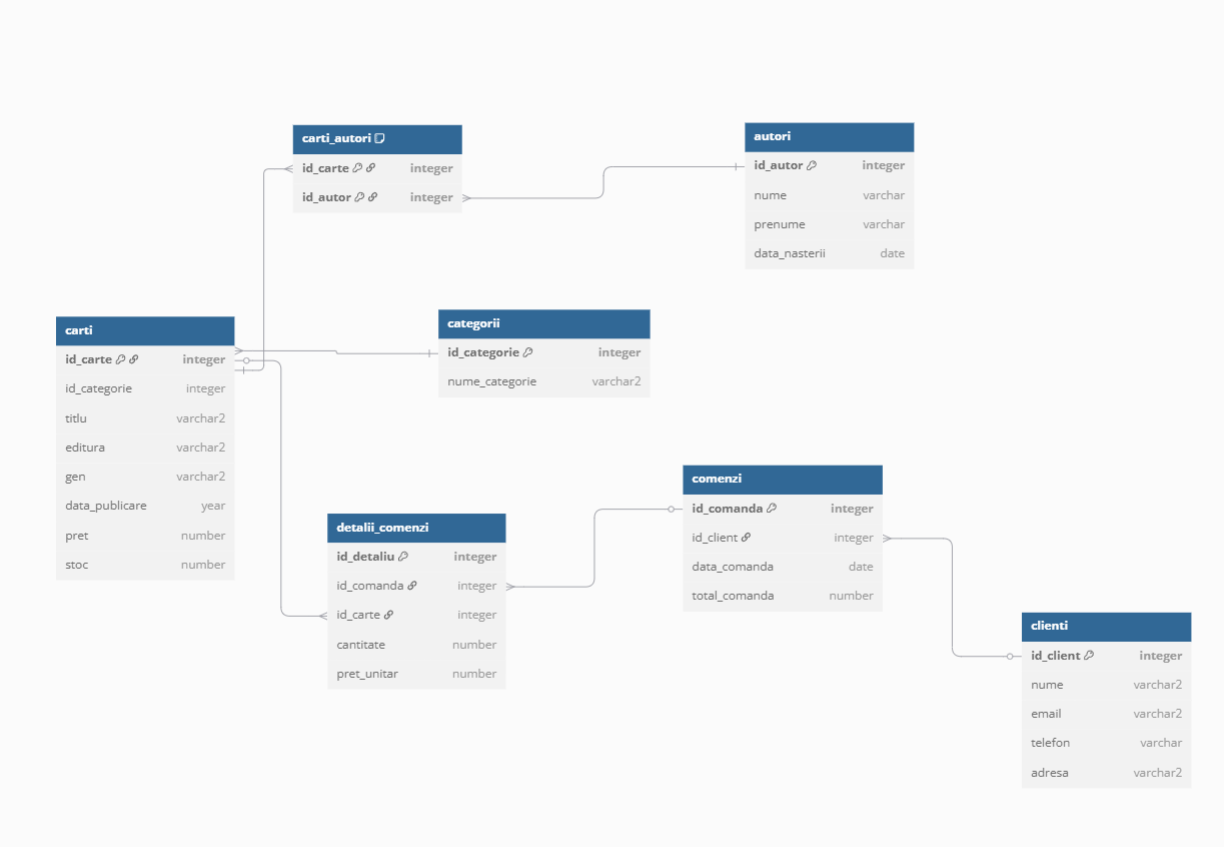 carti_autori
id_carte integer
id_autor integer
autori
id_autor integer
nume varchar
prenume varchar
data_nasterii date
carti
id_carte integer
id_categorie integer
titlu varchar2
editura varchar2
gen varchar2
data_publicare year
pret number
stoc number
categorii
id_categorie integer
nume_categorie varchar2
comenzi
id_comanda integer
id_client integer
data_comanda date
total_comanda number
detalii_comenzi
id_detaliu integer
id_comanda integer
id_carte integer
cantitate number
pret_unitar number
clienti
id_client integer
nume varchar2
email varchar2
telefon varchar
adresa varchar2